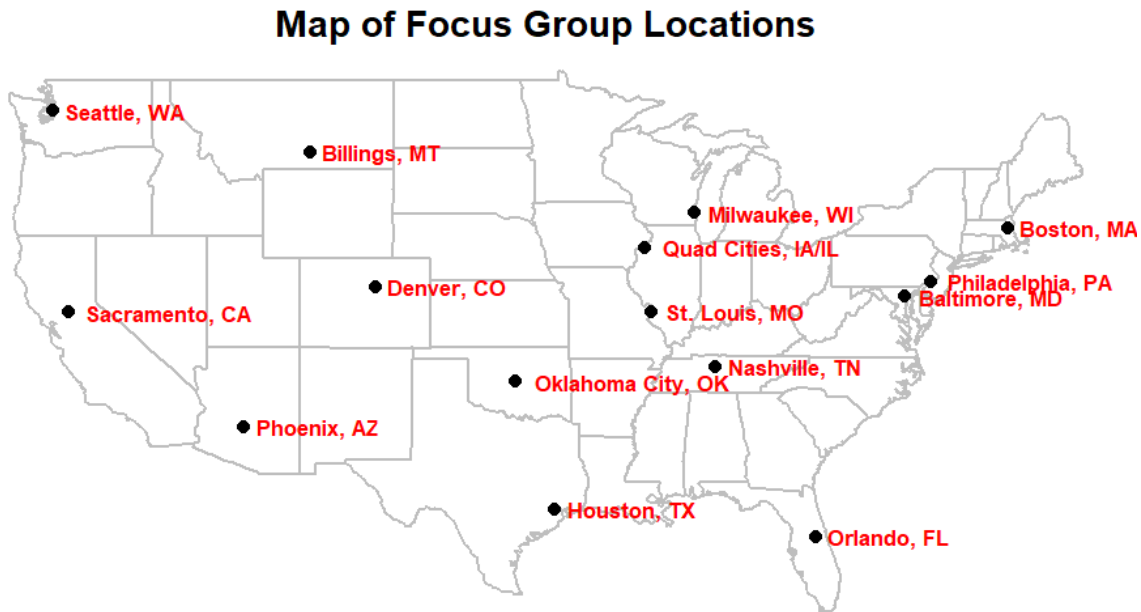 Map of Focus Group Locations
Seattle, WA
Billings, MT
Milwaukee, WI
Boston, MA
Quad Cities, IA/IL
Philadelphia, PA
Denver, CO
Baltimore, MD
Sacramento, CA
St. Louis, MO
Nashville, TN
Oklahoma City, OK
Phoenix, AZ
Houston, TX
Orlando, FL